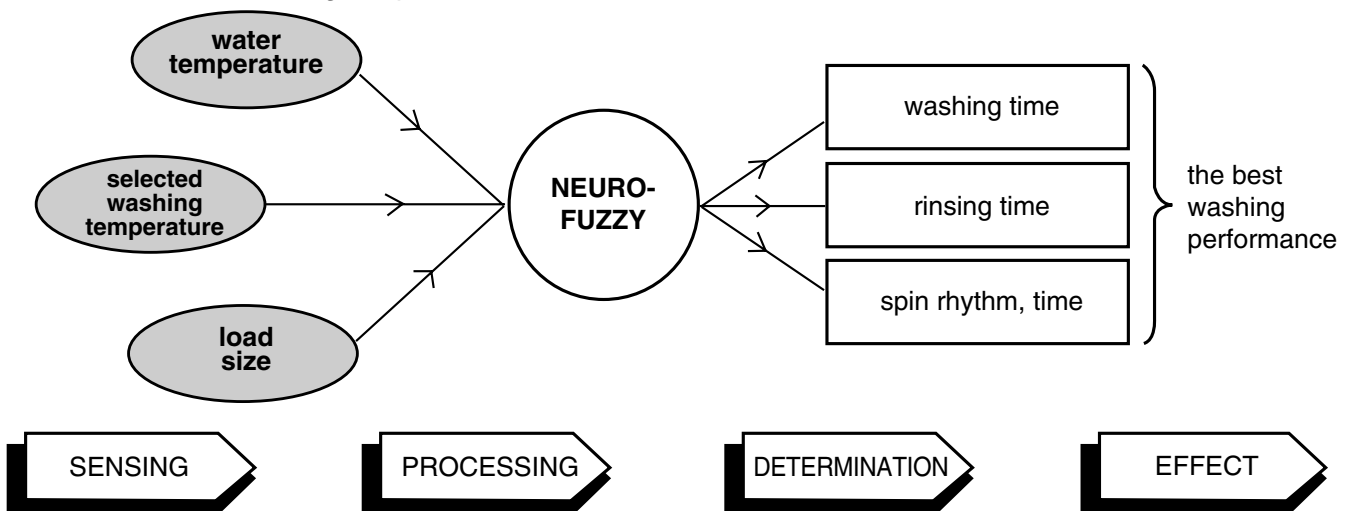 water
temperature
selected
washing
temperature
load
size
NEURO-
FUZZY
washing time
rinsing time
spin rhythm, time
the best
washing
performance
SENSING
PROCESSING
DETERMINATION
EFFECT